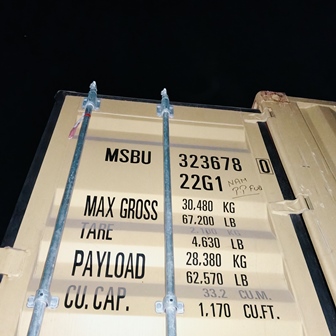 MSBU 323678 0
22G1
MAX GROSS 30.480 KG
67.200 LB
TARE 2.100 KG
4.630 LB
PAYLOAD 28.380 KG
62.570 LB
CU. CAP. 33.2 CU.M.
1.170 CU.FT.